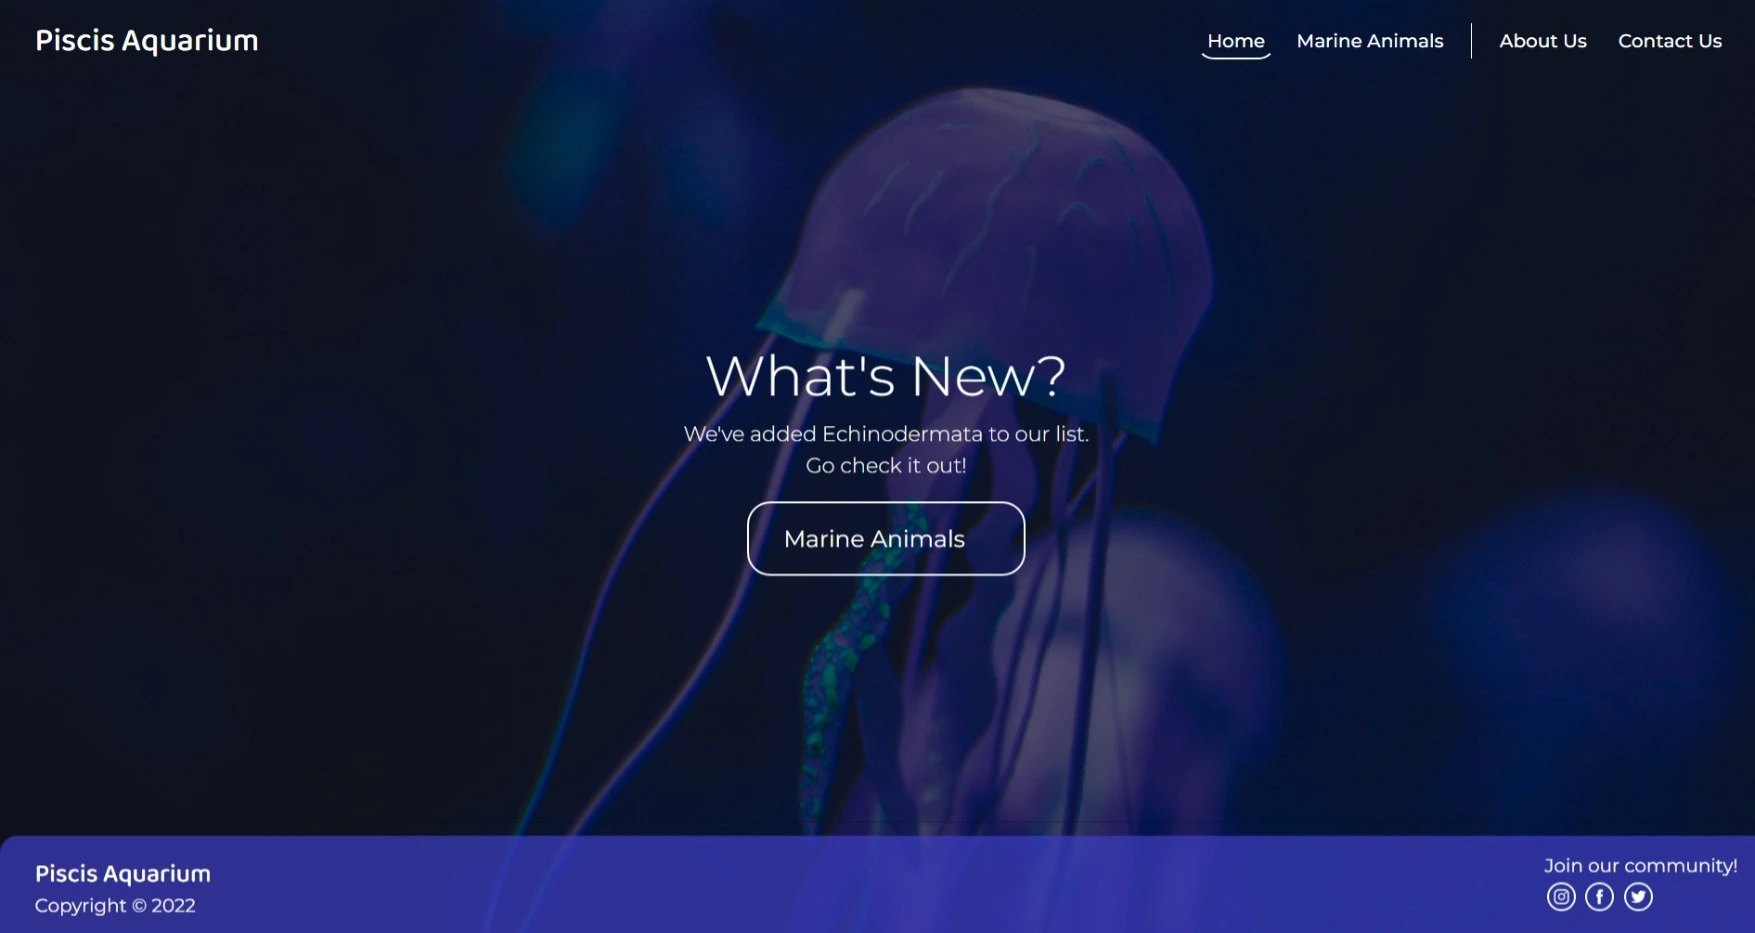 Piscis Aquarium
Home Marine Animals About Us Contact Us
What's New?
We've added Echinodermata to our list.
Go check it out!
Marine Animals
Piscis Aquarium
Copyright © 2022
Join our community!